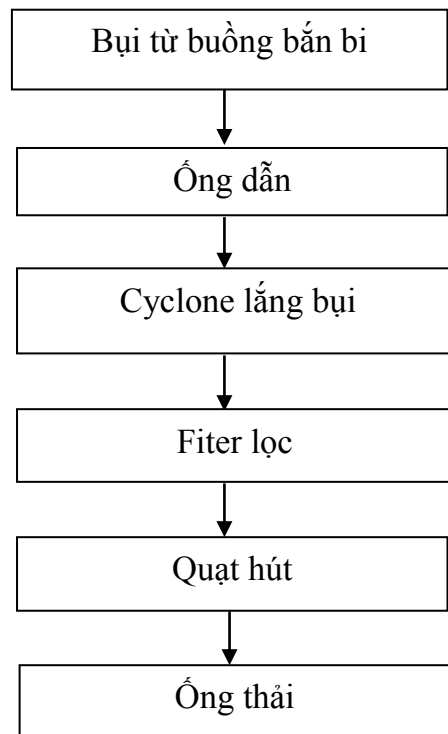 Bụi từ buồng bắn bi
Ống dẫn
Cyclone lắng bụi
Fiter lọc
Quạt hút
Ống thải